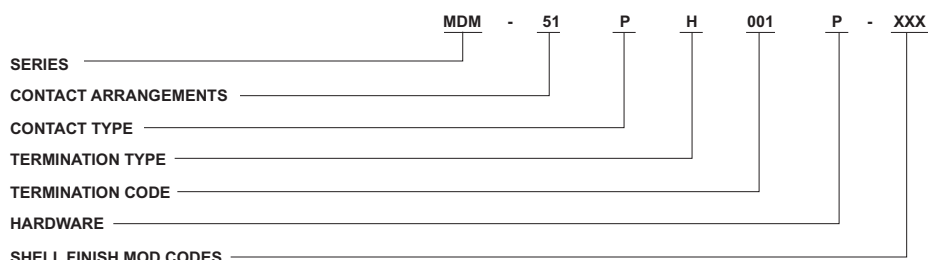 MDM - 51 P H 001 P - XXX
SERIES
CONTACT ARRANGEMENTS
CONTACT TYPE
TERMINATION TYPE
TERMINATION CODE
HARDWARE
SHELL FINISH MOD CODES